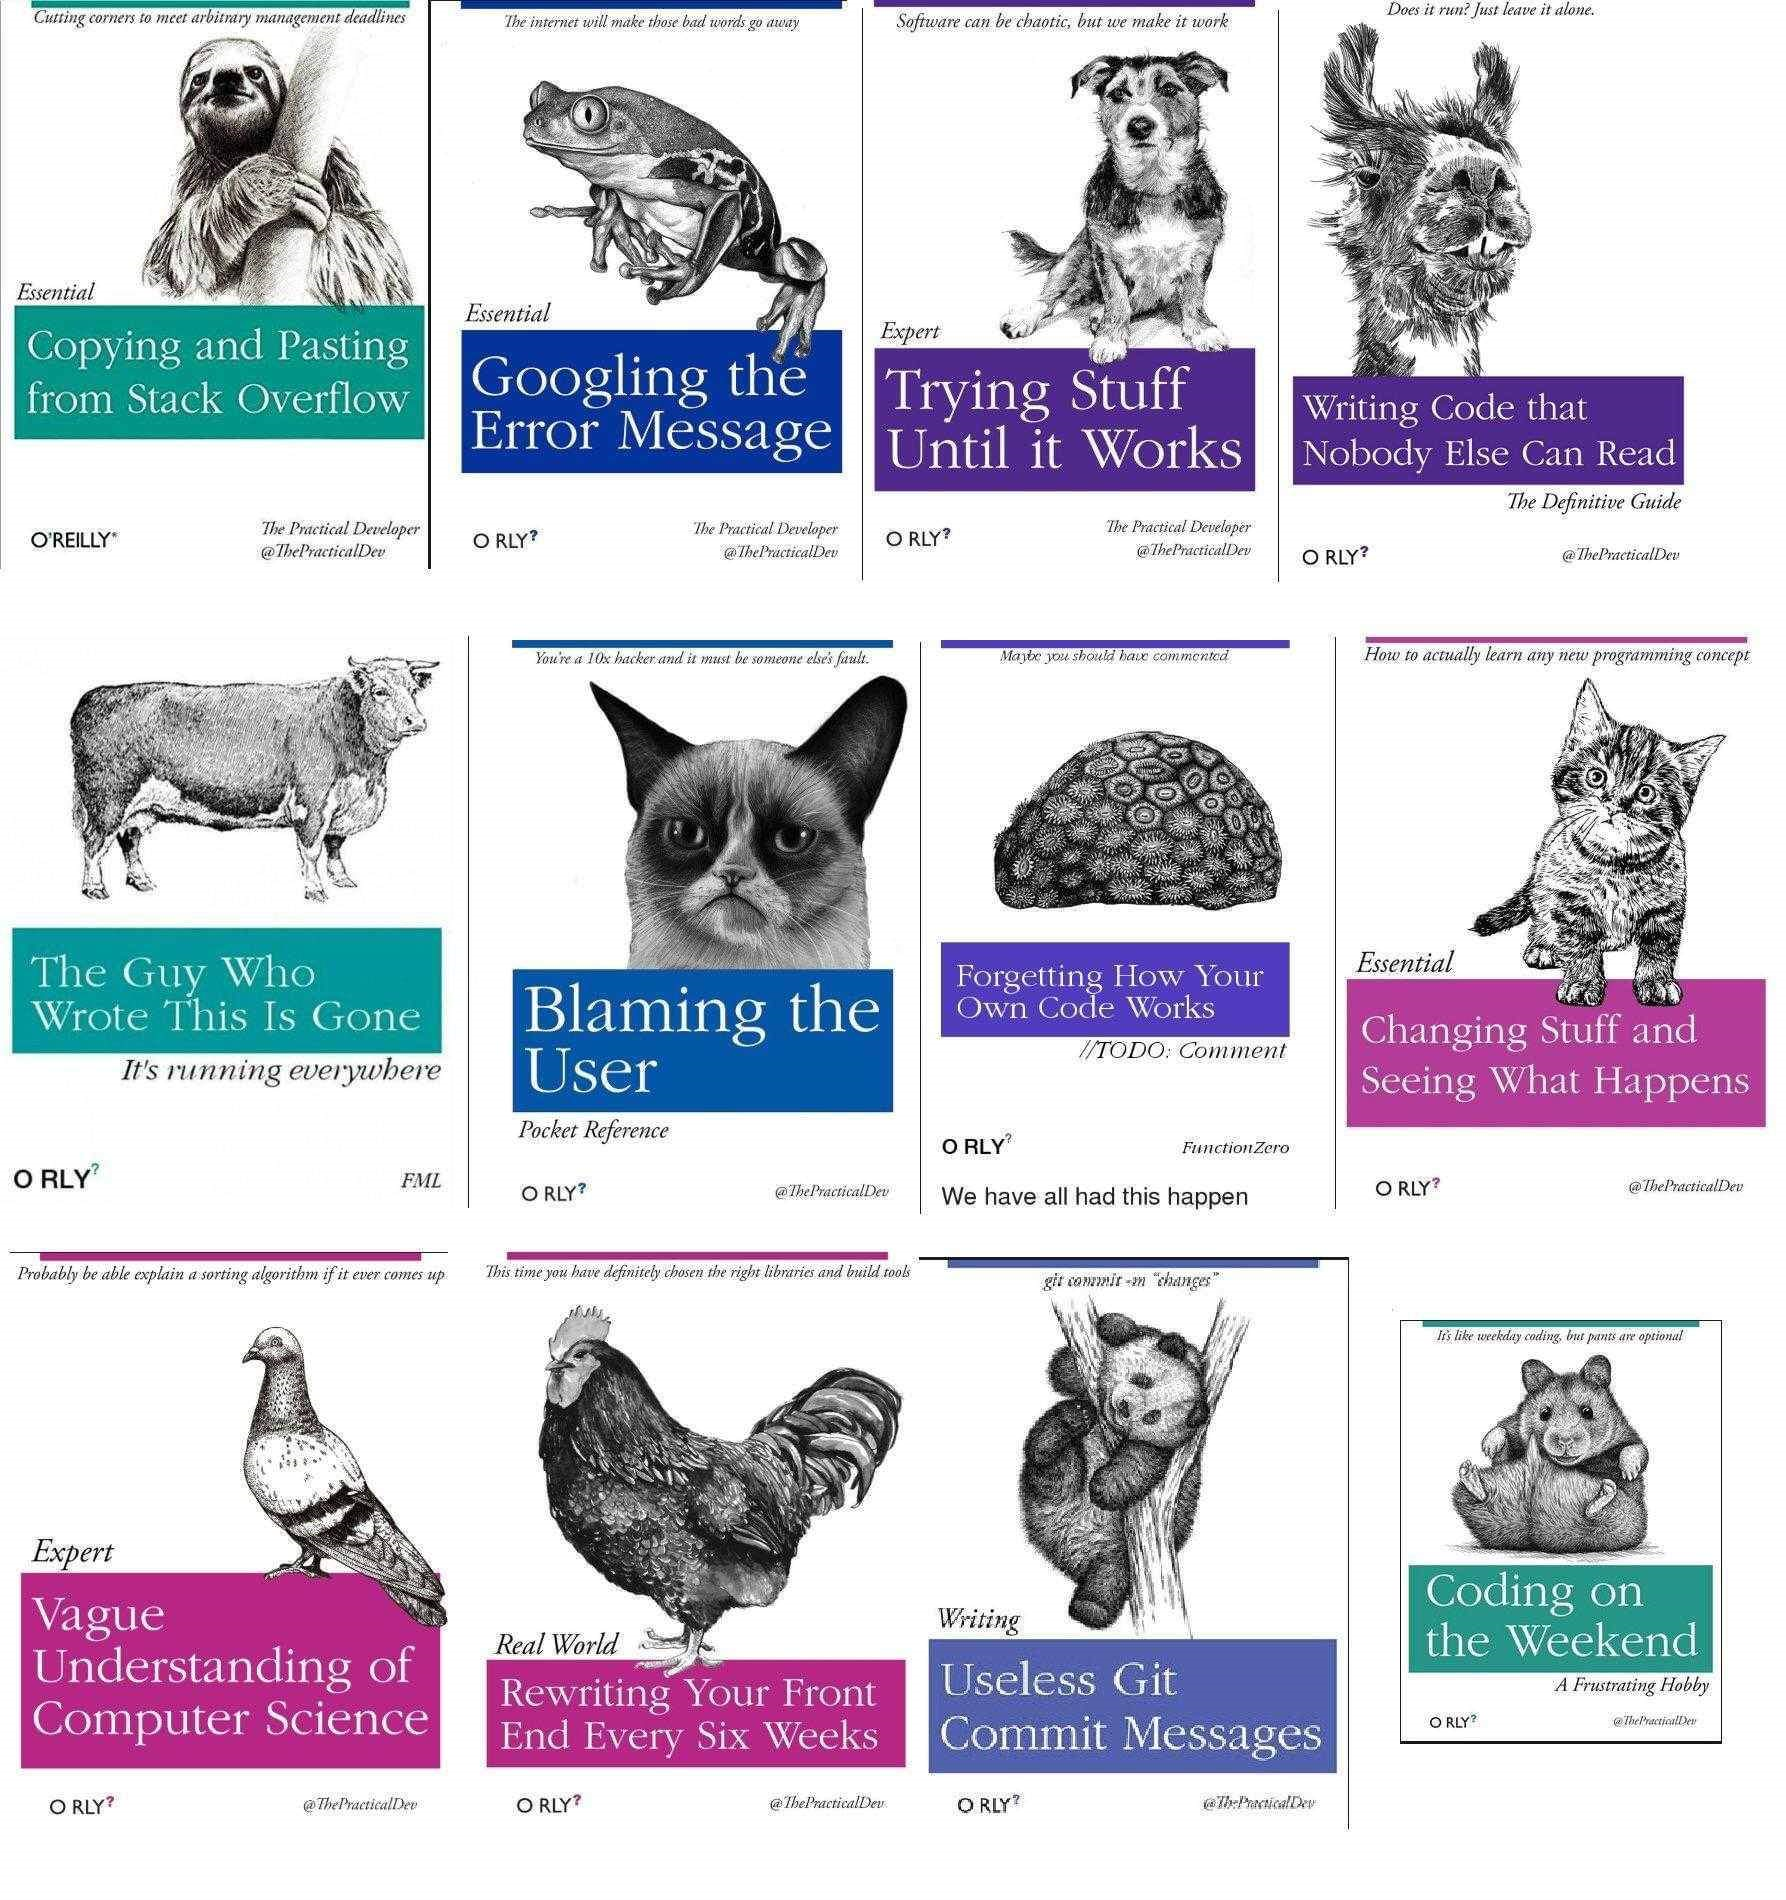 Cutting corners to meet arbitrary management deadlines
Essential
Copying and Pasting
from Stack Overflow
O'REILLY®
The Practical Developer
@ThePracticalDev
The internet will make those bad words go away
Essential
Googling the
Error Message
O RLY?
The Practical Developer
@ThePracticalDev
Software can be chaotic, but we make it work
Expert
Trying Stuff
Until it Works
O RLY?
The Practical Developer
@ThePracticalDev
Does it run? Just leave it alone.
Writing Code that
Nobody Else Can Read
The Definitive Guide
O RLY?
@ThePracticalDev
The Guy Who
Wrote This Is Gone
It's running everywhere
O RLY?
FML
You're a 10x hacker and it must be someone else's fault.
Blaming the
User
Pocket Reference
O RLY?
@ThePracticalDev
Maybe you should have commented
Forgetting How Your
Own Code Works
//TODO: Comment
O RLY?
FunctionZero
We have all had this happen
How to actually learn any new programming concept
Essential
Changing Stuff and
Seeing What Happens
O RLY?
@ThePracticalDev
Probably be able explain a sorting algorithm if it ever comes up
Expert
Vague
Understanding of
Computer Science
O RLY?
@ThePracticalDev
This time you have definitely chosen the right libraries and build tools
Real World
Rewriting Your Front
End Every Six Weeks
O RLY?
@ThePracticalDev
git commit -m "changes"
Writing
Useless Git
Commit Messages
O RLY?
@ThePracticalDev
It's like weekday coding, but pants are optional
Coding on
the Weekend
A Frustrating Hobby
O RLY?
@ThePracticalDev